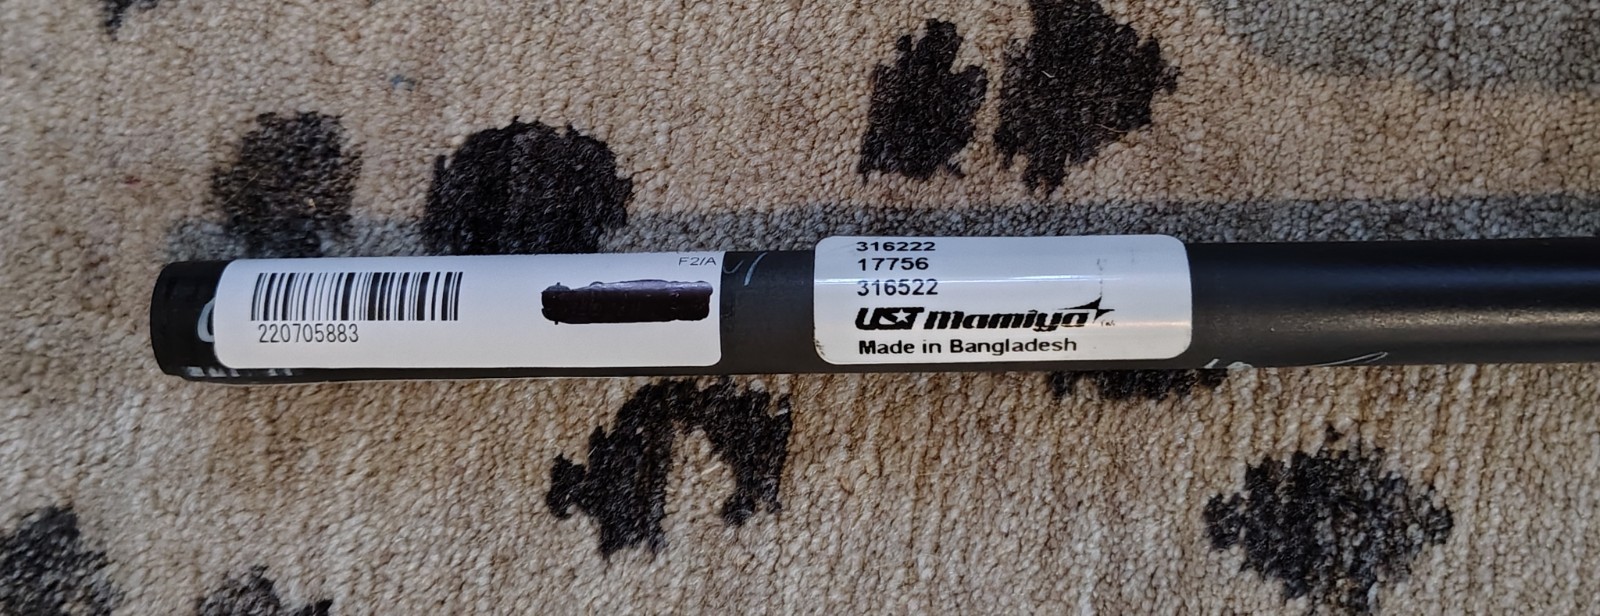 F2/A
220705883
316222
17756
316522
UST Mamiya
Made in Bangladesh